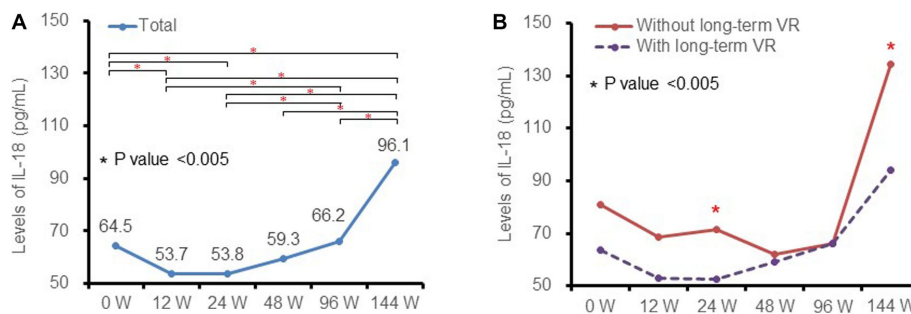 A
Total
Levels of IL-18 (pg/mL)
150
130
110
90
70
50
*
*
*
*
*
*
*
*
*
* P value <0.005
64.5
53.7
53.8
59.3
66.2
96.1
0 W
12 W
24 W
48 W
96 W
144 W
B
Without long-term VR
With long-term VR
Levels of IL-18 (pg/mL)
150
130
110
90
70
50
* P value <0.005
*
*
0 W
12 W
24 W
48 W
96 W
144 W